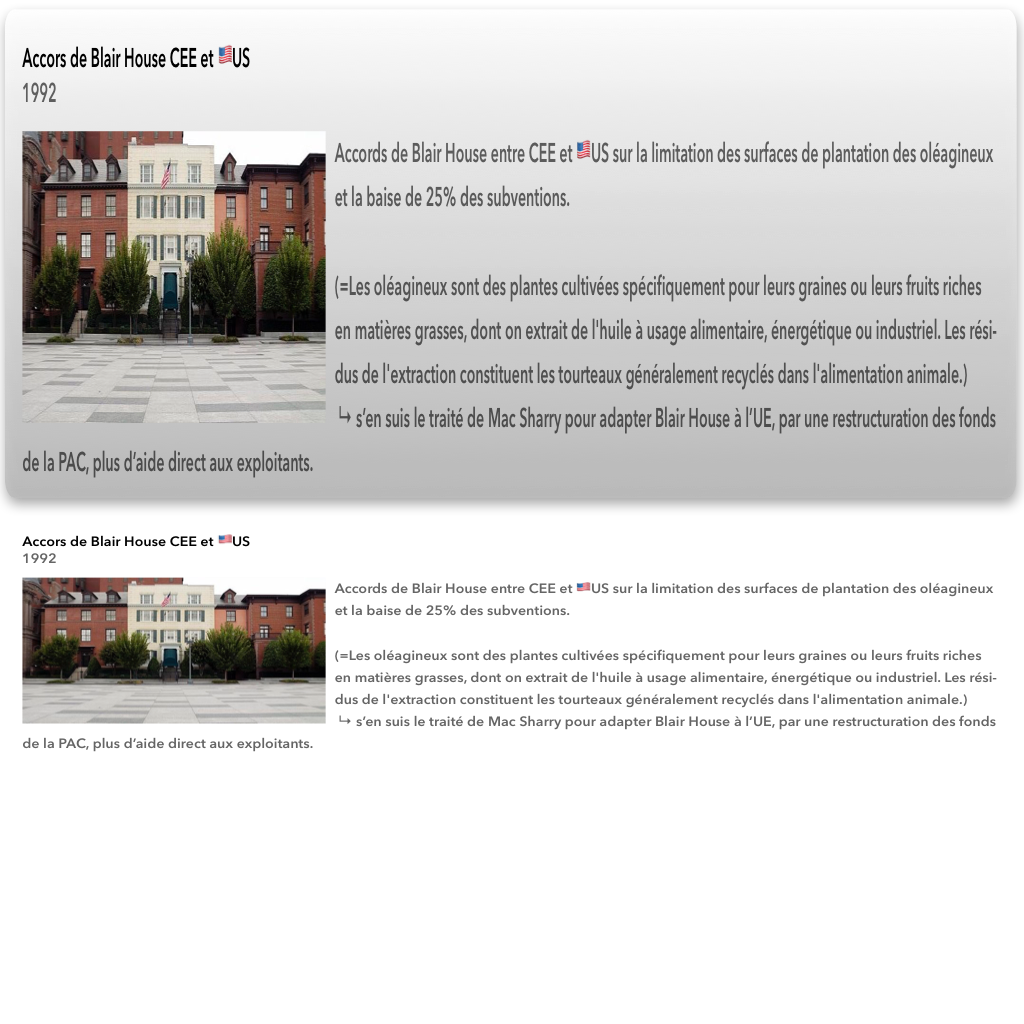 Accors de Blair House CEE et 🇺🇸US
1992
Accords de Blair House entre CEE et 🇺🇸US sur la limitation des surfaces de plantation des oléagineux
et la baise de 25% des subventions.
(=Les oléagineux sont des plantes cultivées spécifiquement pour leurs graines ou leurs fruits riches
en matières grasses, dont on extrait de l'huile à usage alimentaire, énergétique ou industriel. Les rési-
dus de l'extraction constituent les tourteaux généralement recyclés dans l'alimentation animale.)
↳ s’en suis le traité de Mac Sharry pour adapter Blair House à l’UE, par une restructuration des fonds
de la PAC, plus d’aide direct aux exploitants.
Accors de Blair House CEE et 🇺🇸US
1992
Accords de Blair House entre CEE et 🇺🇸US sur la limitation des surfaces de plantation des oléagineux
et la baise de 25% des subventions.
(=Les oléagineux sont des plantes cultivées spécifiquement pour leurs graines ou leurs fruits riches
en matières grasses, dont on extrait de l'huile à usage alimentaire, énergétique ou industriel. Les rési-
dus de l'extraction constituent les tourteaux généralement recyclés dans l'alimentation animale.)
↳ s’en suis le traité de Mac Sharry pour adapter Blair House à l’UE, par une restructuration des fonds
de la PAC, plus d’aide direct aux exploitants.